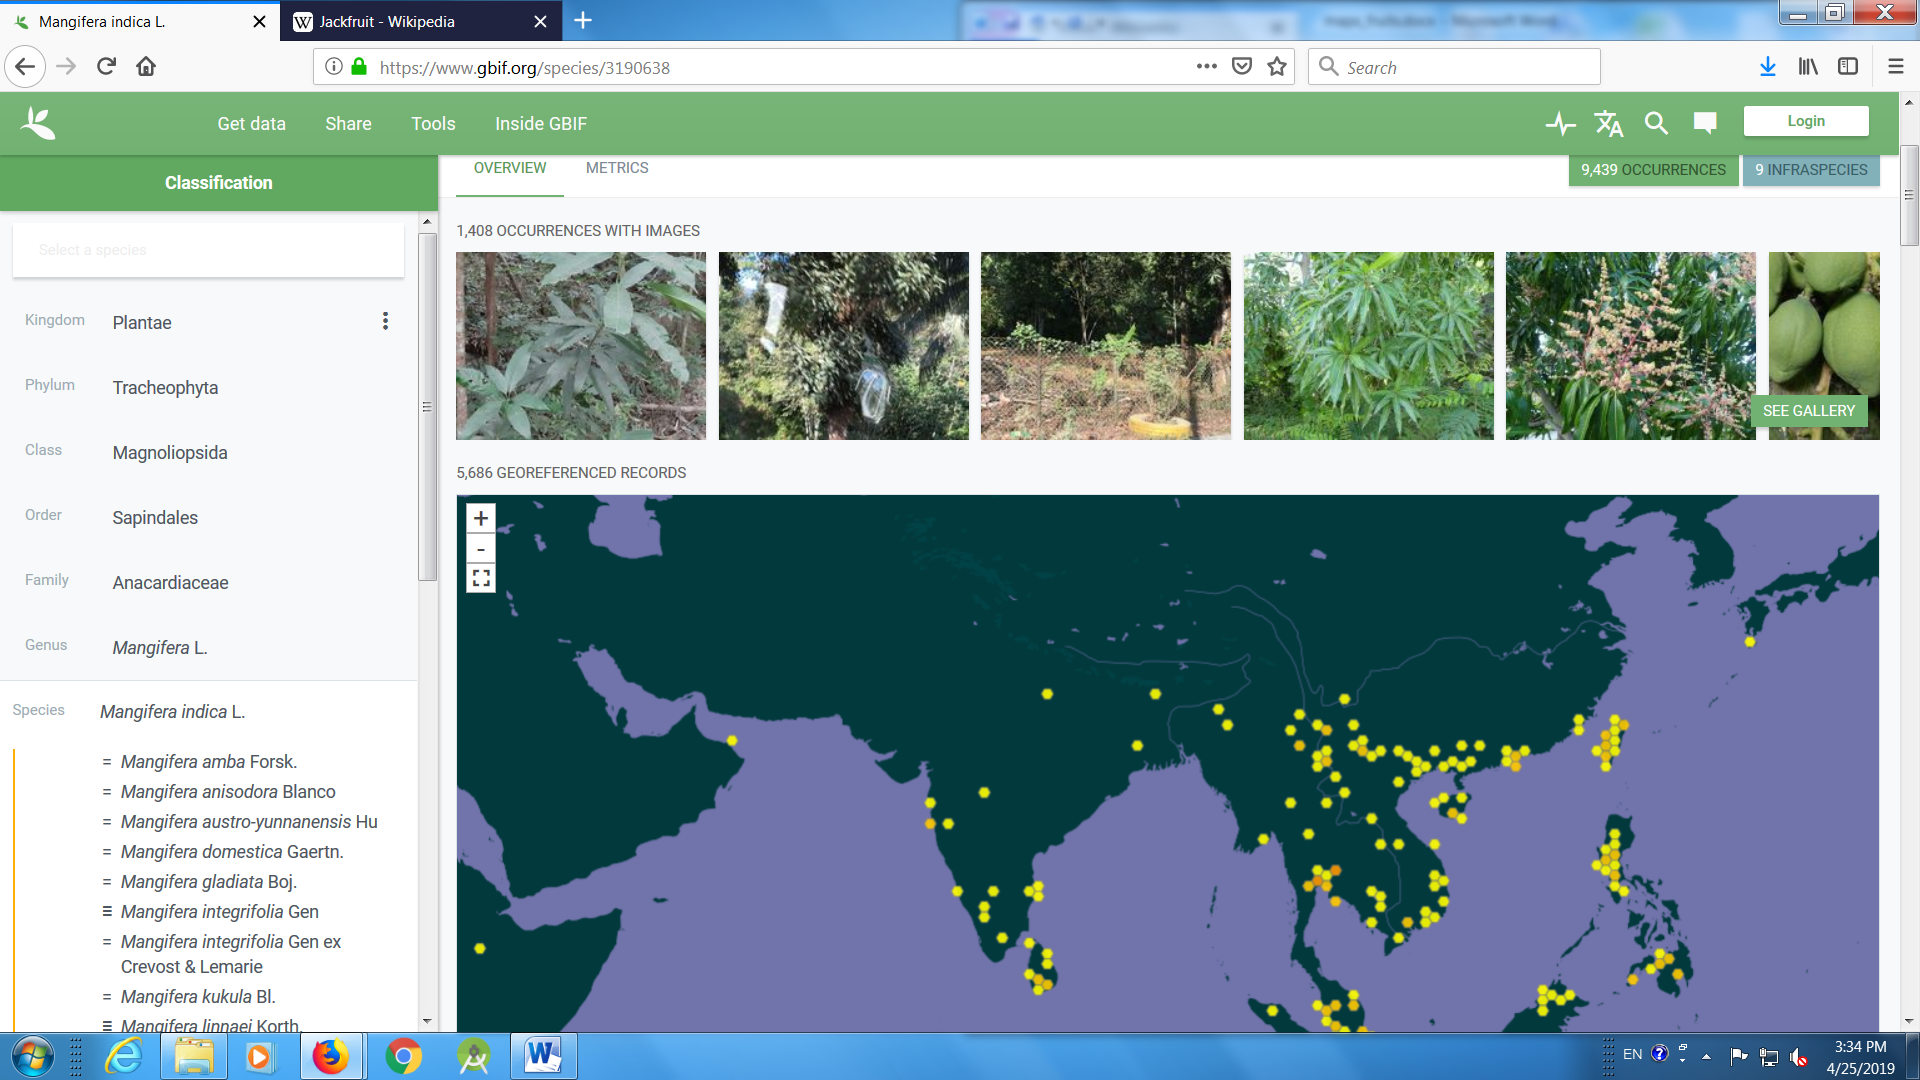 Mangifera indica L.
Jackfruit - Wikipedia
https://www.gbif.org/species/3190638
Search
Get data
Share
Tools
Inside GBIF
Login
Classification
OVERVIEW
METRICS
9,439 OCCURRENCES
9 INFRASPECIES
Select a species
1,408 OCCURRENCES WITH IMAGES
SEE GALLERY
Kingdom Plantae
Phylum Tracheophyta
Class Magnoliopsida
Order Sapindales
Family Anacardiaceae
Genus Mangifera L.
Species Mangifera indica L.
= Mangifera amba Forsk.
= Mangifera anisodora Blanco
= Mangifera austro-yunnanensis Hu
= Mangifera domestica Gaertn.
= Mangifera gladiata Boj.
≡ Mangifera integrifolia Gen
= Mangifera integrifolia Gen ex
Crevost & Lemarie
= Mangifera kukula Bl.
≡ Mangifera linnaei Korth.
5,686 GEOREFERENCED RECORDS
+
-
EN
3:34 PM
4/25/2019